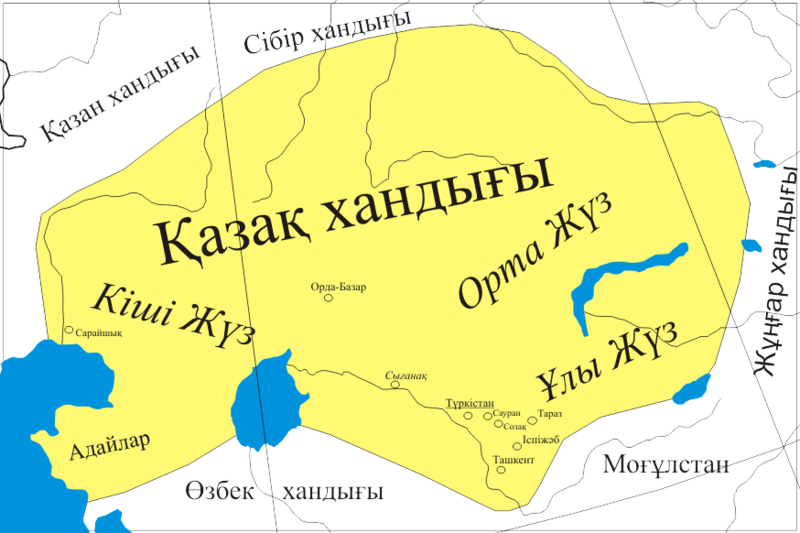 Сібір хандығы
Қазан хандығы
Қазақ хандығы
Жұңғар хандығы
Орта Жүз
Орда-Базар
Кіші Жүз
Сарайшық
Ұлы Жүз
Сығанақ
Түркістан
Сауран
Тараз
Созақ
Іспіжәб
Ташкент
Адайлар
Моғұлстан
Өзбек хандығы